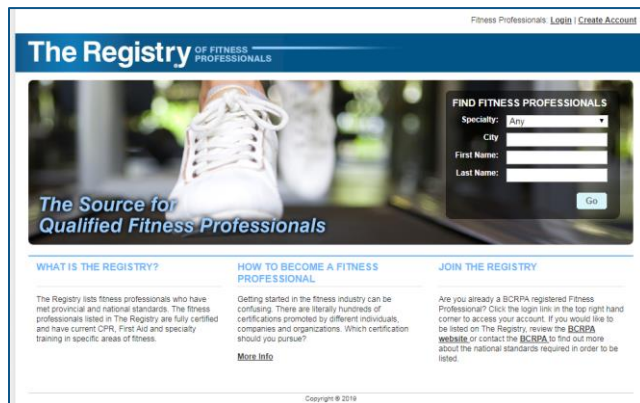 Fitness Professionals: Login | Create Account
The Registry OF FITNESS
PROFESSIONALS
FIND FITNESS PROFESSIONALS
Specialty: Any
City
First Name:
Last Name:
Go
The Source for
Qualified Fitness Professionals
WHAT IS THE REGISTRY?
The Registry lists fitness professionals who have
met provincial and national standards. The fitness
professionals listed in The Registry are fully certified
and have current CPR, First Aid and specialty
training in specific areas of fitness.
HOW TO BECOME A FITNESS
PROFESSIONAL
Getting started in the fitness industry can be
confusing. There are literally hundreds of
certifications promoted by different individuals,
companies and organizations. Which certification
should you pursue?
More Info
JOIN THE REGISTRY
Are you already a BCRPA registered Fitness
Professional? Click the login link in the top right hand
corner to access your account. If you would like to
be listed on The Registry, review the BCRPA
website or contact the BCRPA to find out more
about the national standards required in order to be
listed.
Copyright © 2019